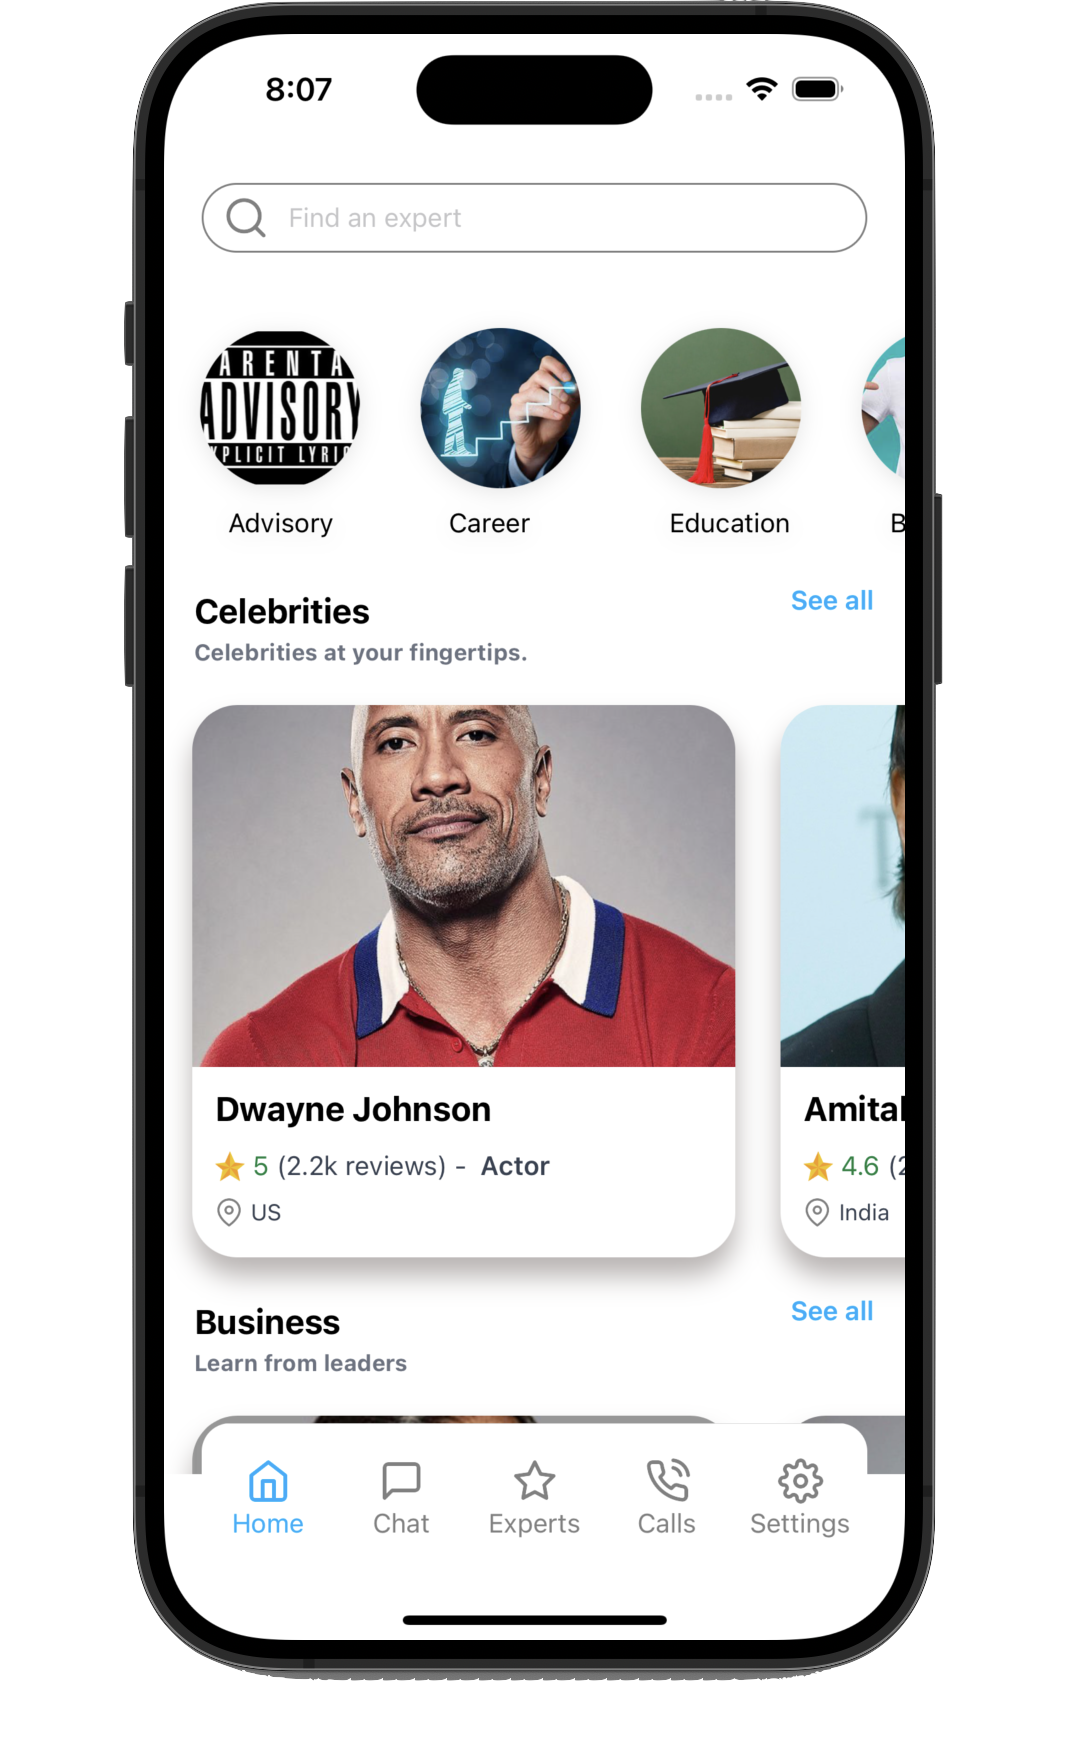 8:07
Find an expert
ARENTA
ADVISORY
XPLICIT LYRIC
Advisory
Career
Education
B
Celebrities
See all
Celebrities at your fingertips.
Dwayne Johnson
5 (2.2k reviews) - Actor
US
Amital
4.6 (2
India
Business
See all
Learn from leaders
Home
Chat
Experts
Calls
Settings